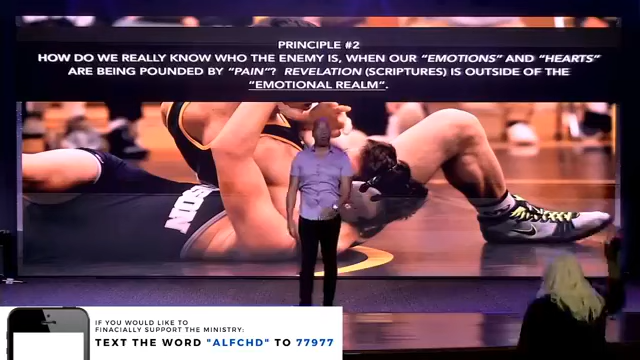 PRINCIPLE #2
HOW DO WE REALLY KNOW WHO THE ENEMY IS, WHEN OUR "EMOTIONS" AND "HEARTS"
ARE BEING POUNDED BY "PAIN"? REVELATION (SCRIPTURES) IS OUTSIDE OF THE
"EMOTIONAL REALM".
IF YOU WOULD LIKE TO
FINACIALLY SUPPORT THE MINISTRY:
TEXT THE WORD "ALFCHD" TO 77977